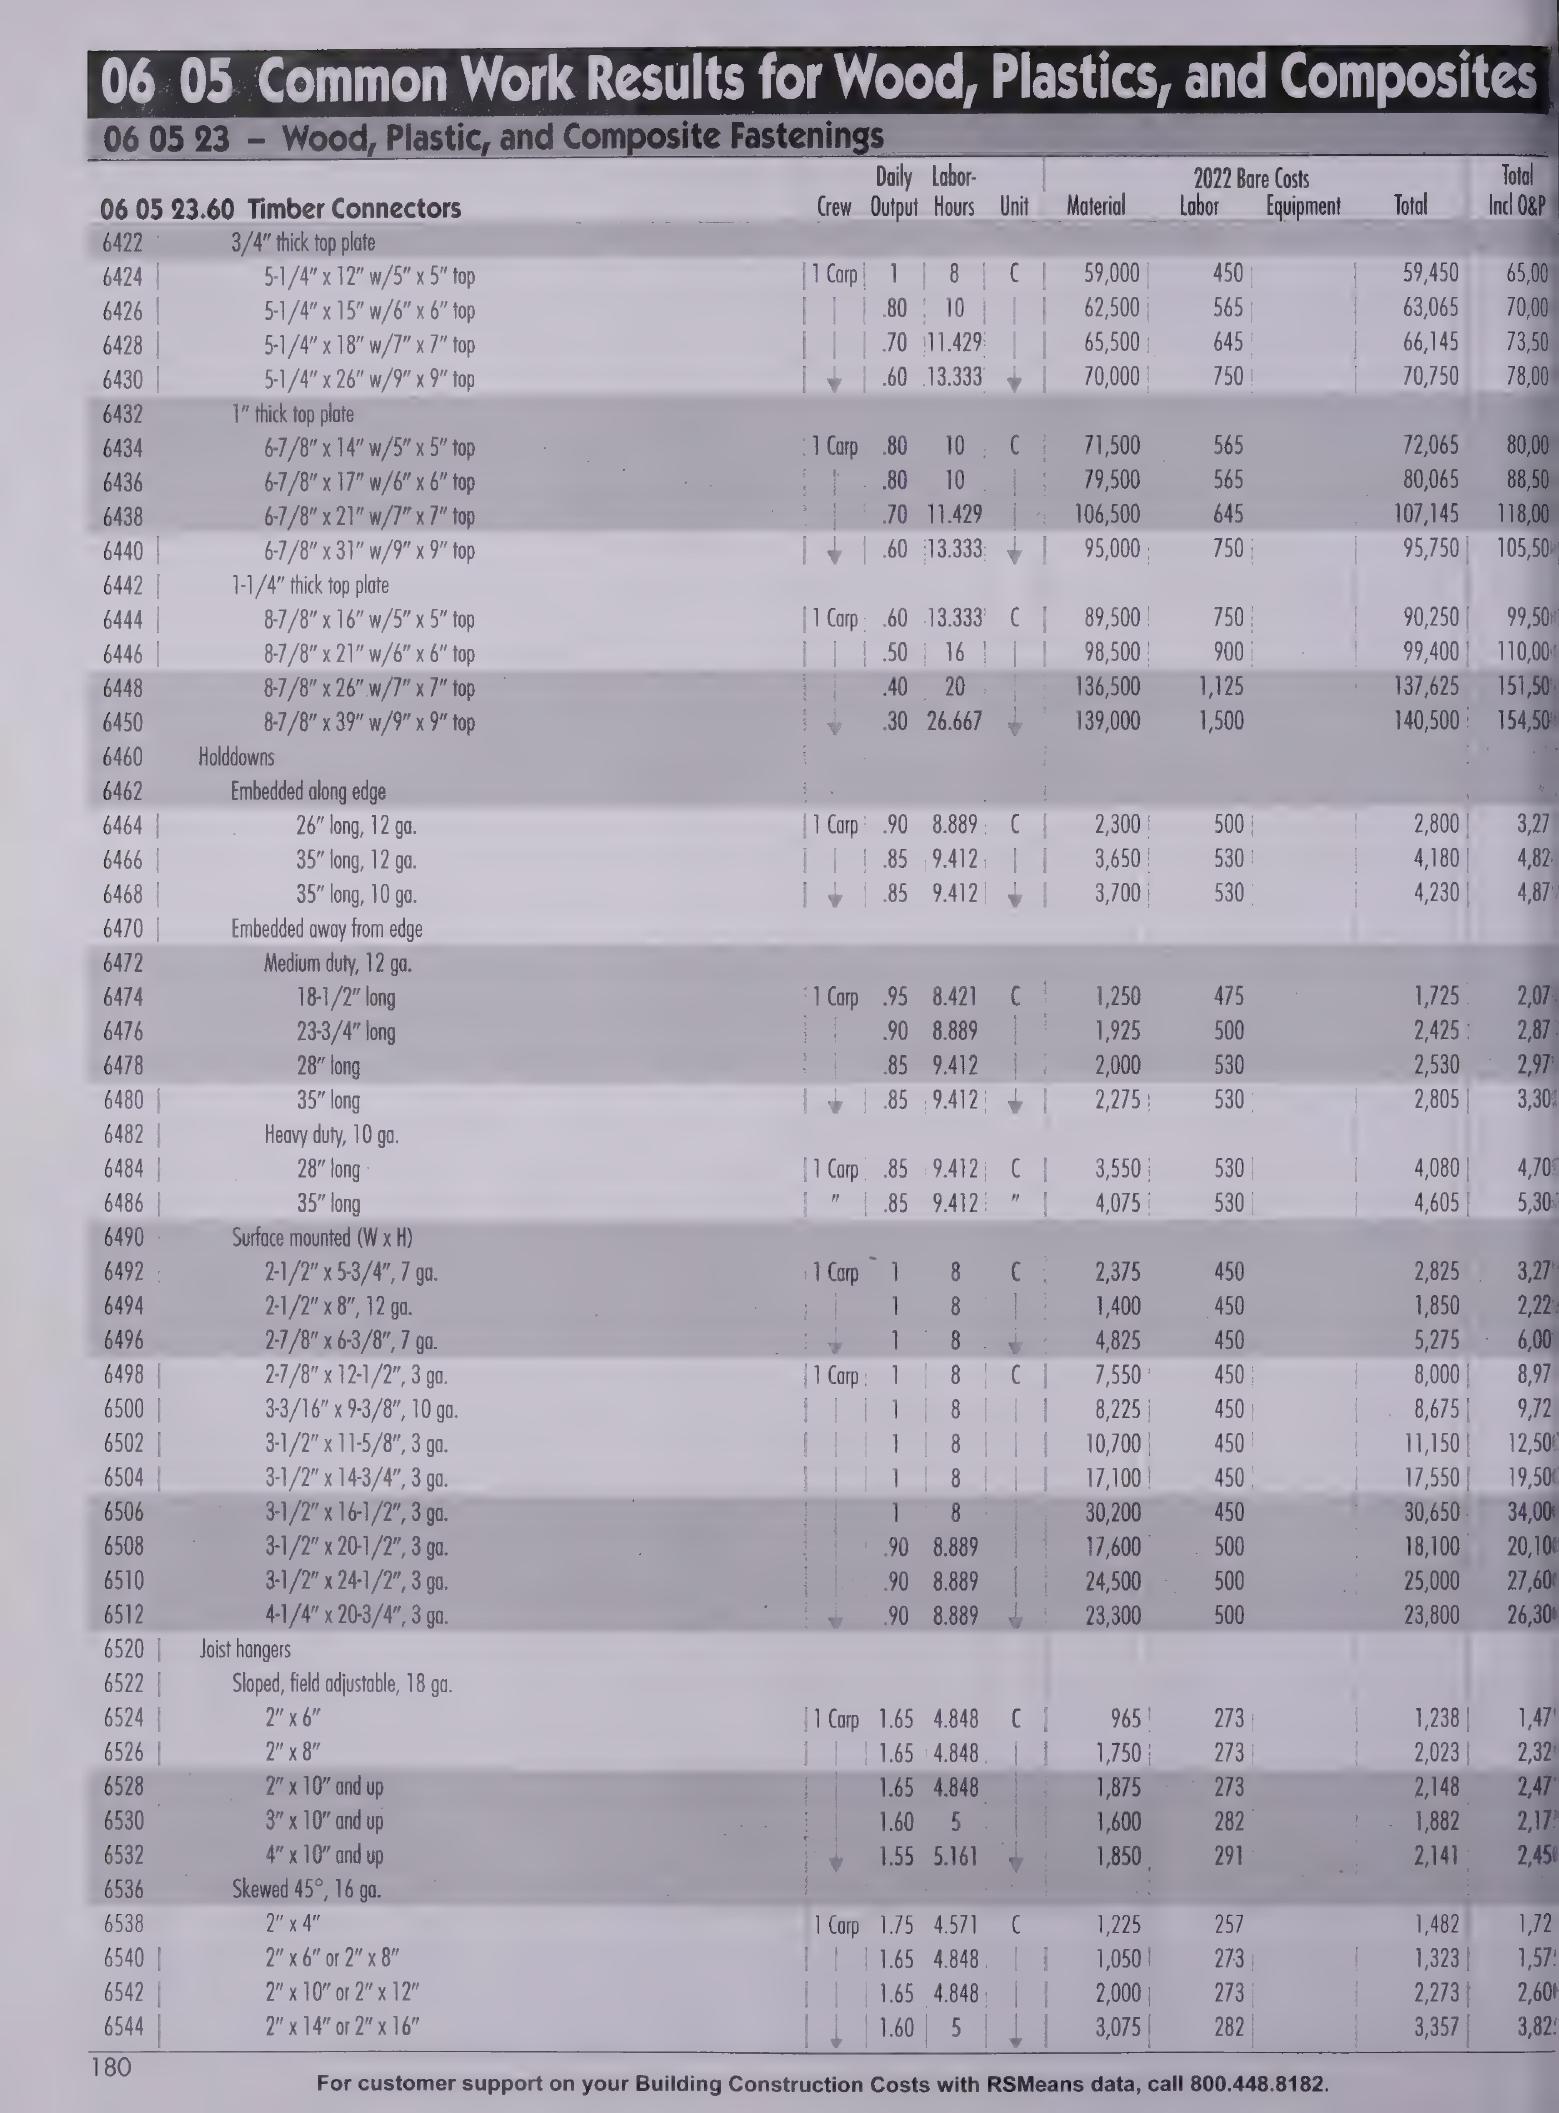 06 05 Common Work Results for Wood, Plastics, and Composites
06 05 23 – Wood, Plastic, and Composite Fastenings
Daily Labor- 2022 Bare Costs Total
06 05 23.60 Timber Connectors Crew Output Hours Unit Material Labor Equipment Total Incl O&P
6422 3/4" thick top plate
6424 5-1/4" x 12" w/5" x 5" top 1 Carp 1 8 C 59,000 450 59,450 65,00
6426 5-1/4" x 15" w/6" x 6" top .80 10 62,500 565 63,065 70,00
6428 5-1/4" x 18" w/7" x 7" top .70 11.429 65,500 645 66,145 73,50
6430 5-1/4" x 26" w/9" x 9" top .60 13.333 70,000 750 70,750 78,00
6432 1" thick top plate
6434 6-7/8" x 14" w/5" x 5" top 1 Carp .80 10 C 71,500 565 72,065 80,00
6436 6-7/8" x 17" w/6" x 6" top .80 10 79,500 565 80,065 88,50
6438 6-7/8" x 21" w/7" x 7" top .70 11.429 106,500 645 107,145 118,00
6440 6-7/8" x 31" w/9" x 9" top .60 13.333 95,000 750 95,750 105,50
6442 1-1/4" thick top plate
6444 8-7/8" x 16" w/5" x 5" top 1 Carp .60 13.333 C 89,500 750 90,250 99,50
6446 8-7/8" x 21" w/6" x 6" top .50 16 98,500 900 99,400 110,00
6448 8-7/8" x 26" w/7" x 7" top .40 20 136,500 1,125 137,625 151,50
6450 8-7/8" x 39" w/9" x 9" top .30 26.667 139,000 1,500 140,500 154,50
6460 Holddowns
6462 Embedded along edge
6464 26" long, 12 ga. 1 Carp .90 8.889 C 2,300 500 2,800 3,27
6466 35" long, 12 ga. .85 9.412 3,650 530 4,180 4,82
6468 35" long, 10 ga. .85 9.412 3,700 530 4,230 4,87
6470 Embedded away from edge
6472 Medium duty, 12 ga.
6474 18-1/2" long 1 Carp .95 8.421 C 1,250 475 1,725 2,07
6476 23-3/4" long .90 8.889 1,925 500 2,425 2,87
6478 28" long .85 9.412 2,000 530 2,530 2,97
6480 35" long .85 9.412 2,275 530 2,805 3,30
6482 Heavy duty, 10 ga.
6484 28" long 1 Carp .85 9.412 C 3,550 530 4,080 4,70
6486 35" long " .85 9.412 " 4,075 530 4,605 5,30
6490 Surface mounted (W x H)
6492 2-1/2" x 5-3/4", 7 ga. 1 Carp 1 8 C 2,375 450 2,825 3,27
6494 2-1/2" x 8", 12 ga. 1 8 1,400 450 1,850 2,22
6496 2-7/8" x 6-3/8", 7 ga. 1 8 4,825 450 5,275 6,00
6498 2-7/8" x 12-1/2", 3 ga. 1 Carp 1 8 C 7,550 450 8,000 8,97
6500 3-3/16" x 9-3/8", 10 ga. 1 8 8,225 450 8,675 9,72
6502 3-1/2" x 11-5/8", 3 ga. 1 8 10,700 450 11,150 12,50
6504 3-1/2" x 14-3/4", 3 ga. 1 8 17,100 450 17,550 19,50
6506 3-1/2" x 16-1/2", 3 ga. 1 8 30,200 450 30,650 34,00
6508 3-1/2" x 20-1/2", 3 ga. .90 8.889 17,600 500 18,100 20,10
6510 3-1/2" x 24-1/2", 3 ga. .90 8.889 24,500 500 25,000 27,60
6512 4-1/4" x 20-3/4", 3 ga. .90 8.889 23,300 500 23,800 26,30
6520 Joist hangers
6522 Sloped, field adjustable, 18 ga.
6524 2" x 6" 1 Carp 1.65 4.848 C 965 273 1,238 1,47
6526 2" x 8" 1.65 4.848 1,750 273 2,023 2,32
6528 2" x 10" and up 1.65 4.848 1,875 273 2,148 2,47
6530 3" x 10" and up 1.60 5 1,600 282 1,882 2,17
6532 4" x 10" and up 1.55 5.161 1,850 291 2,141 2,45
6536 Skewed 45°, 16 ga.
6538 2" x 4" 1 Carp 1.75 4.571 C 1,225 257 1,482 1,72
6540 2" x 6" or 2" x 8" 1.65 4.848 1,050 273 1,323 1,57
6542 2" x 10" or 2" x 12" 1.65 4.848 2,000 273 2,273 2,60
6544 2" x 14" or 2" x 16" 1.60 5 3,075 282 3,357 3,82
180
For customer support on your Building Construction Costs with RSMeans data, call 800.448.8182.